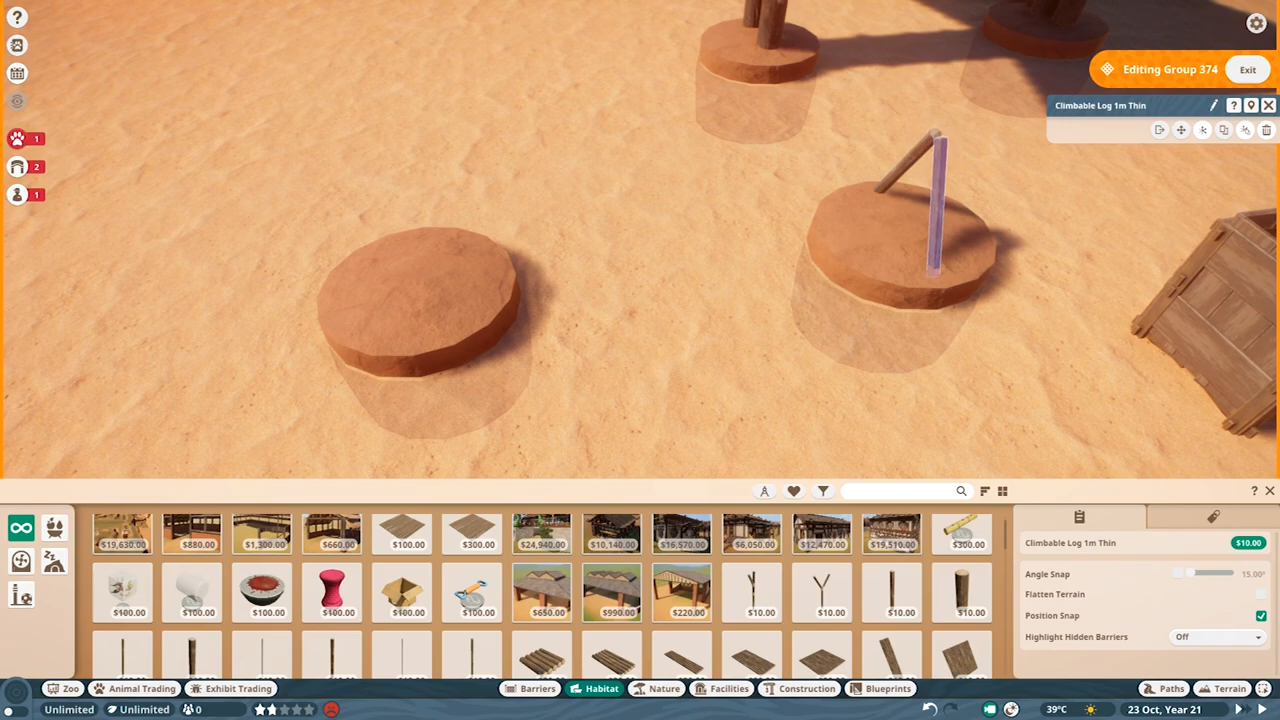 Editing Group 374
Exit
Climbable Log 1m Thin
?
1
2
1
$19,630.00 $880.00 $1,300.00 $660.00 $100.00 $300.00 $24,940.00 $10,140.00 $16,570.00 $6,050.00 $12,470.00 $19,510.00 $300.00
$100.00 $100.00 $100.00 $100.00 $100.00 $100.00 $650.00 $990.00 $220.00 $10.00 $10.00 $10.00 $10.00
Climbable Log 1m Thin $10.00
Angle Snap 15.00°
Flatten Terrain
Position Snap
Highlight Hidden Barriers Off
Zoo Animal Trading Exhibit Trading Barriers Habitat Nature Facilities Construction Blueprints Paths Terrain
Unlimited Unlimited 0 39°C 23 Oct, Year 21